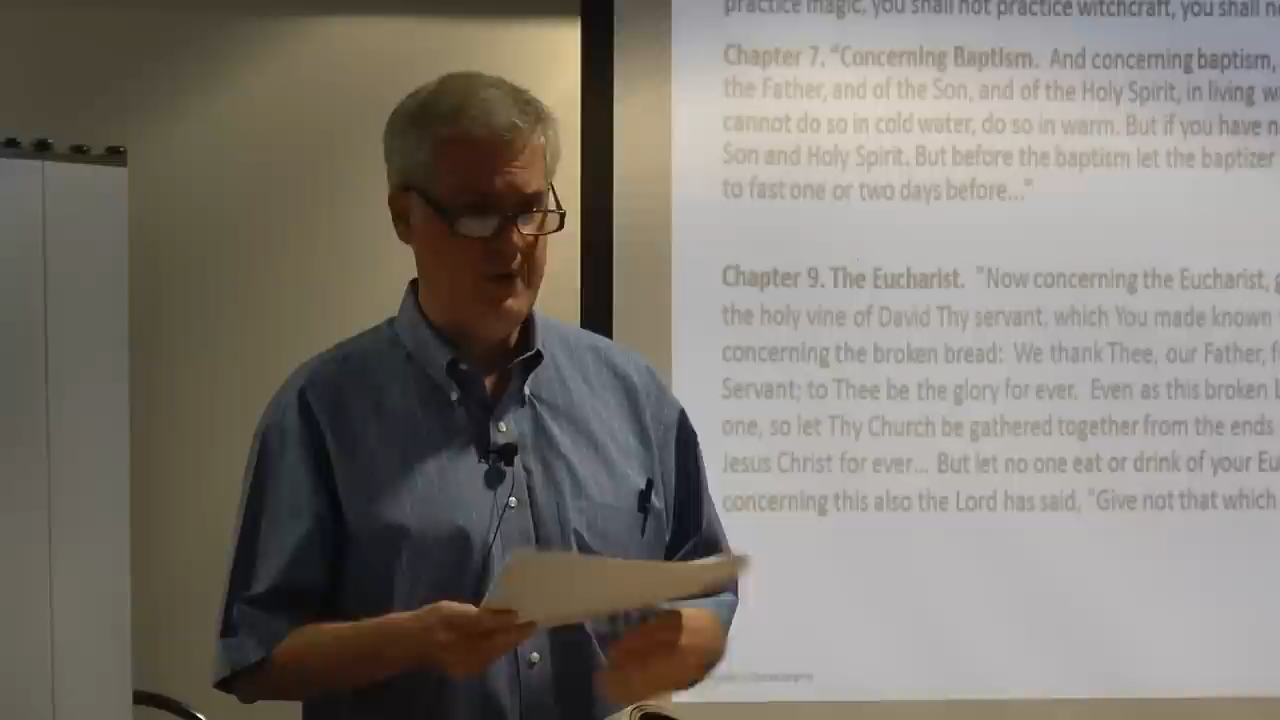 practice magic, you shall not practice witchcraft, you shall
Chapter 7. "Concerning Baptism. And concerning baptism,
the Father, and of the Son, and of the Holy Spirit, in living
cannot do so in cold water, do so in warm. But if you have
Son and Holy Spirit. But before the baptism let the baptizer
to fast one or two days before..."
Chapter 9. The Eucharist. "Now concerning the Eucharist,
the holy vine of David Thy servant, which You made known
concerning the broken bread: We thank Thee, our Father,
Servant; to Thee be the glory for ever. Even as this broken
one, so let Thy Church be gathered together from the ends
Jesus Christ for ever... But let no one eat or drink of your
concerning this also the Lord has said, "Give not that which